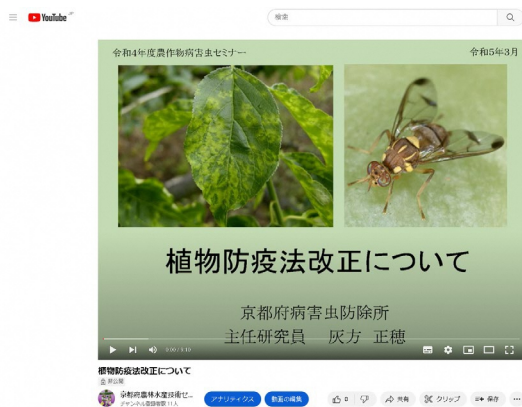 YouTube JP
検索
令和4年度農作物病害虫セミナー
令和5年3月
植物防疫法改正について
京都府病害虫防除所
主任研究員 灰方 正穂
0:00 / 5:10
植物防疫法改正について
非公開
京都府農林水産技術セ...
チャンネル登録者数 11人
アナリティクス
動画の編集
0
共有
クリップ
保存